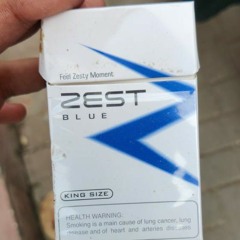 Feel Zesty Moment
ZEST
BLUE
KING SIZE
HEALTH WARNING
Smoking is a main cause of lung cancer, lung
disease and of heart and arteries diseases